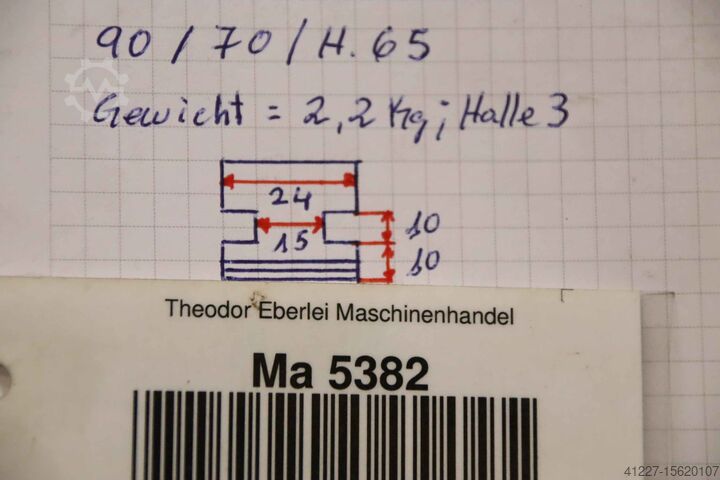 90 / 70 / H. 65
Gewicht = 2,2 Kg; Halle 3
24
15
10
10
Theodor Eberlei Maschinenhandel
Ma 5382
41227-15620107